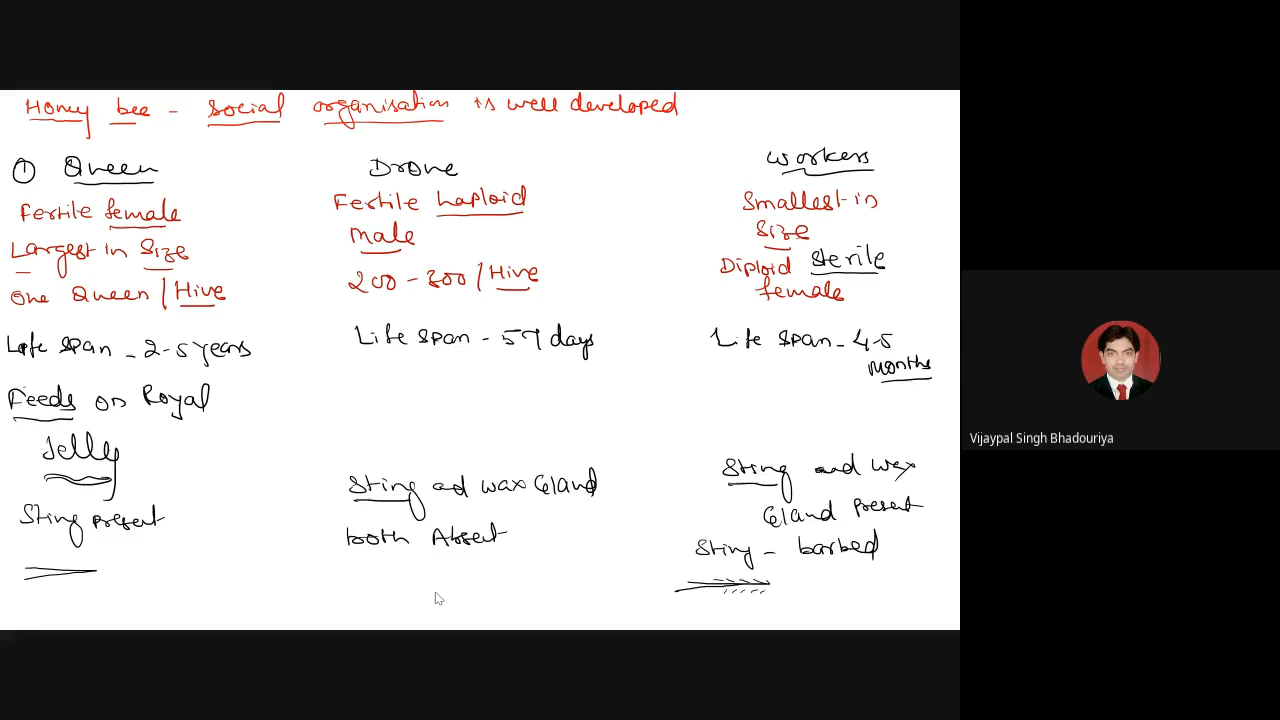 Honey bee - social organisation is well developed
① Queen
Fertile female
Largest in size
One Queen / Hive
Life span - 2-5 years
Feeds on Royal
Jelly
Sting present
Drone
Fertile haploid
male
200 - 300 / Hive
Life span - 57 days
Sting ad wax Gland
both Absent
Workers
Smallest in
size
Diploid sterile
female
Life span - 4-5
months
Sting and wax
Gland present
Sting - barbed
Vijaypal Singh Bhadouriya